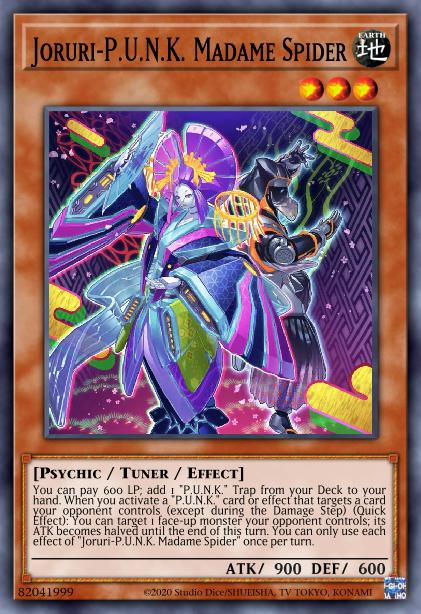 JORURI-P.U.N.K. MADAME SPIDER
EARTH
地
[PSYCHIC / TUNER / EFFECT]
You can pay 600 LP; add 1 "P.U.N.K." Trap from your Deck to your
hand. When you activate a "P.U.N.K." card or effect that targets a card
your opponent controls (except during the Damage Step) (Quick
Effect): You can target 1 face-up monster your opponent controls; its
ATK becomes halved until the end of this turn. You can only use each
effect of "Joruri-P.U.N.K. Madame Spider" once per turn.
ATK/ 900 DEF/ 600
82041999
©2020 Studio Dice/SHUEISHA, TV TOKYO, KONAMI